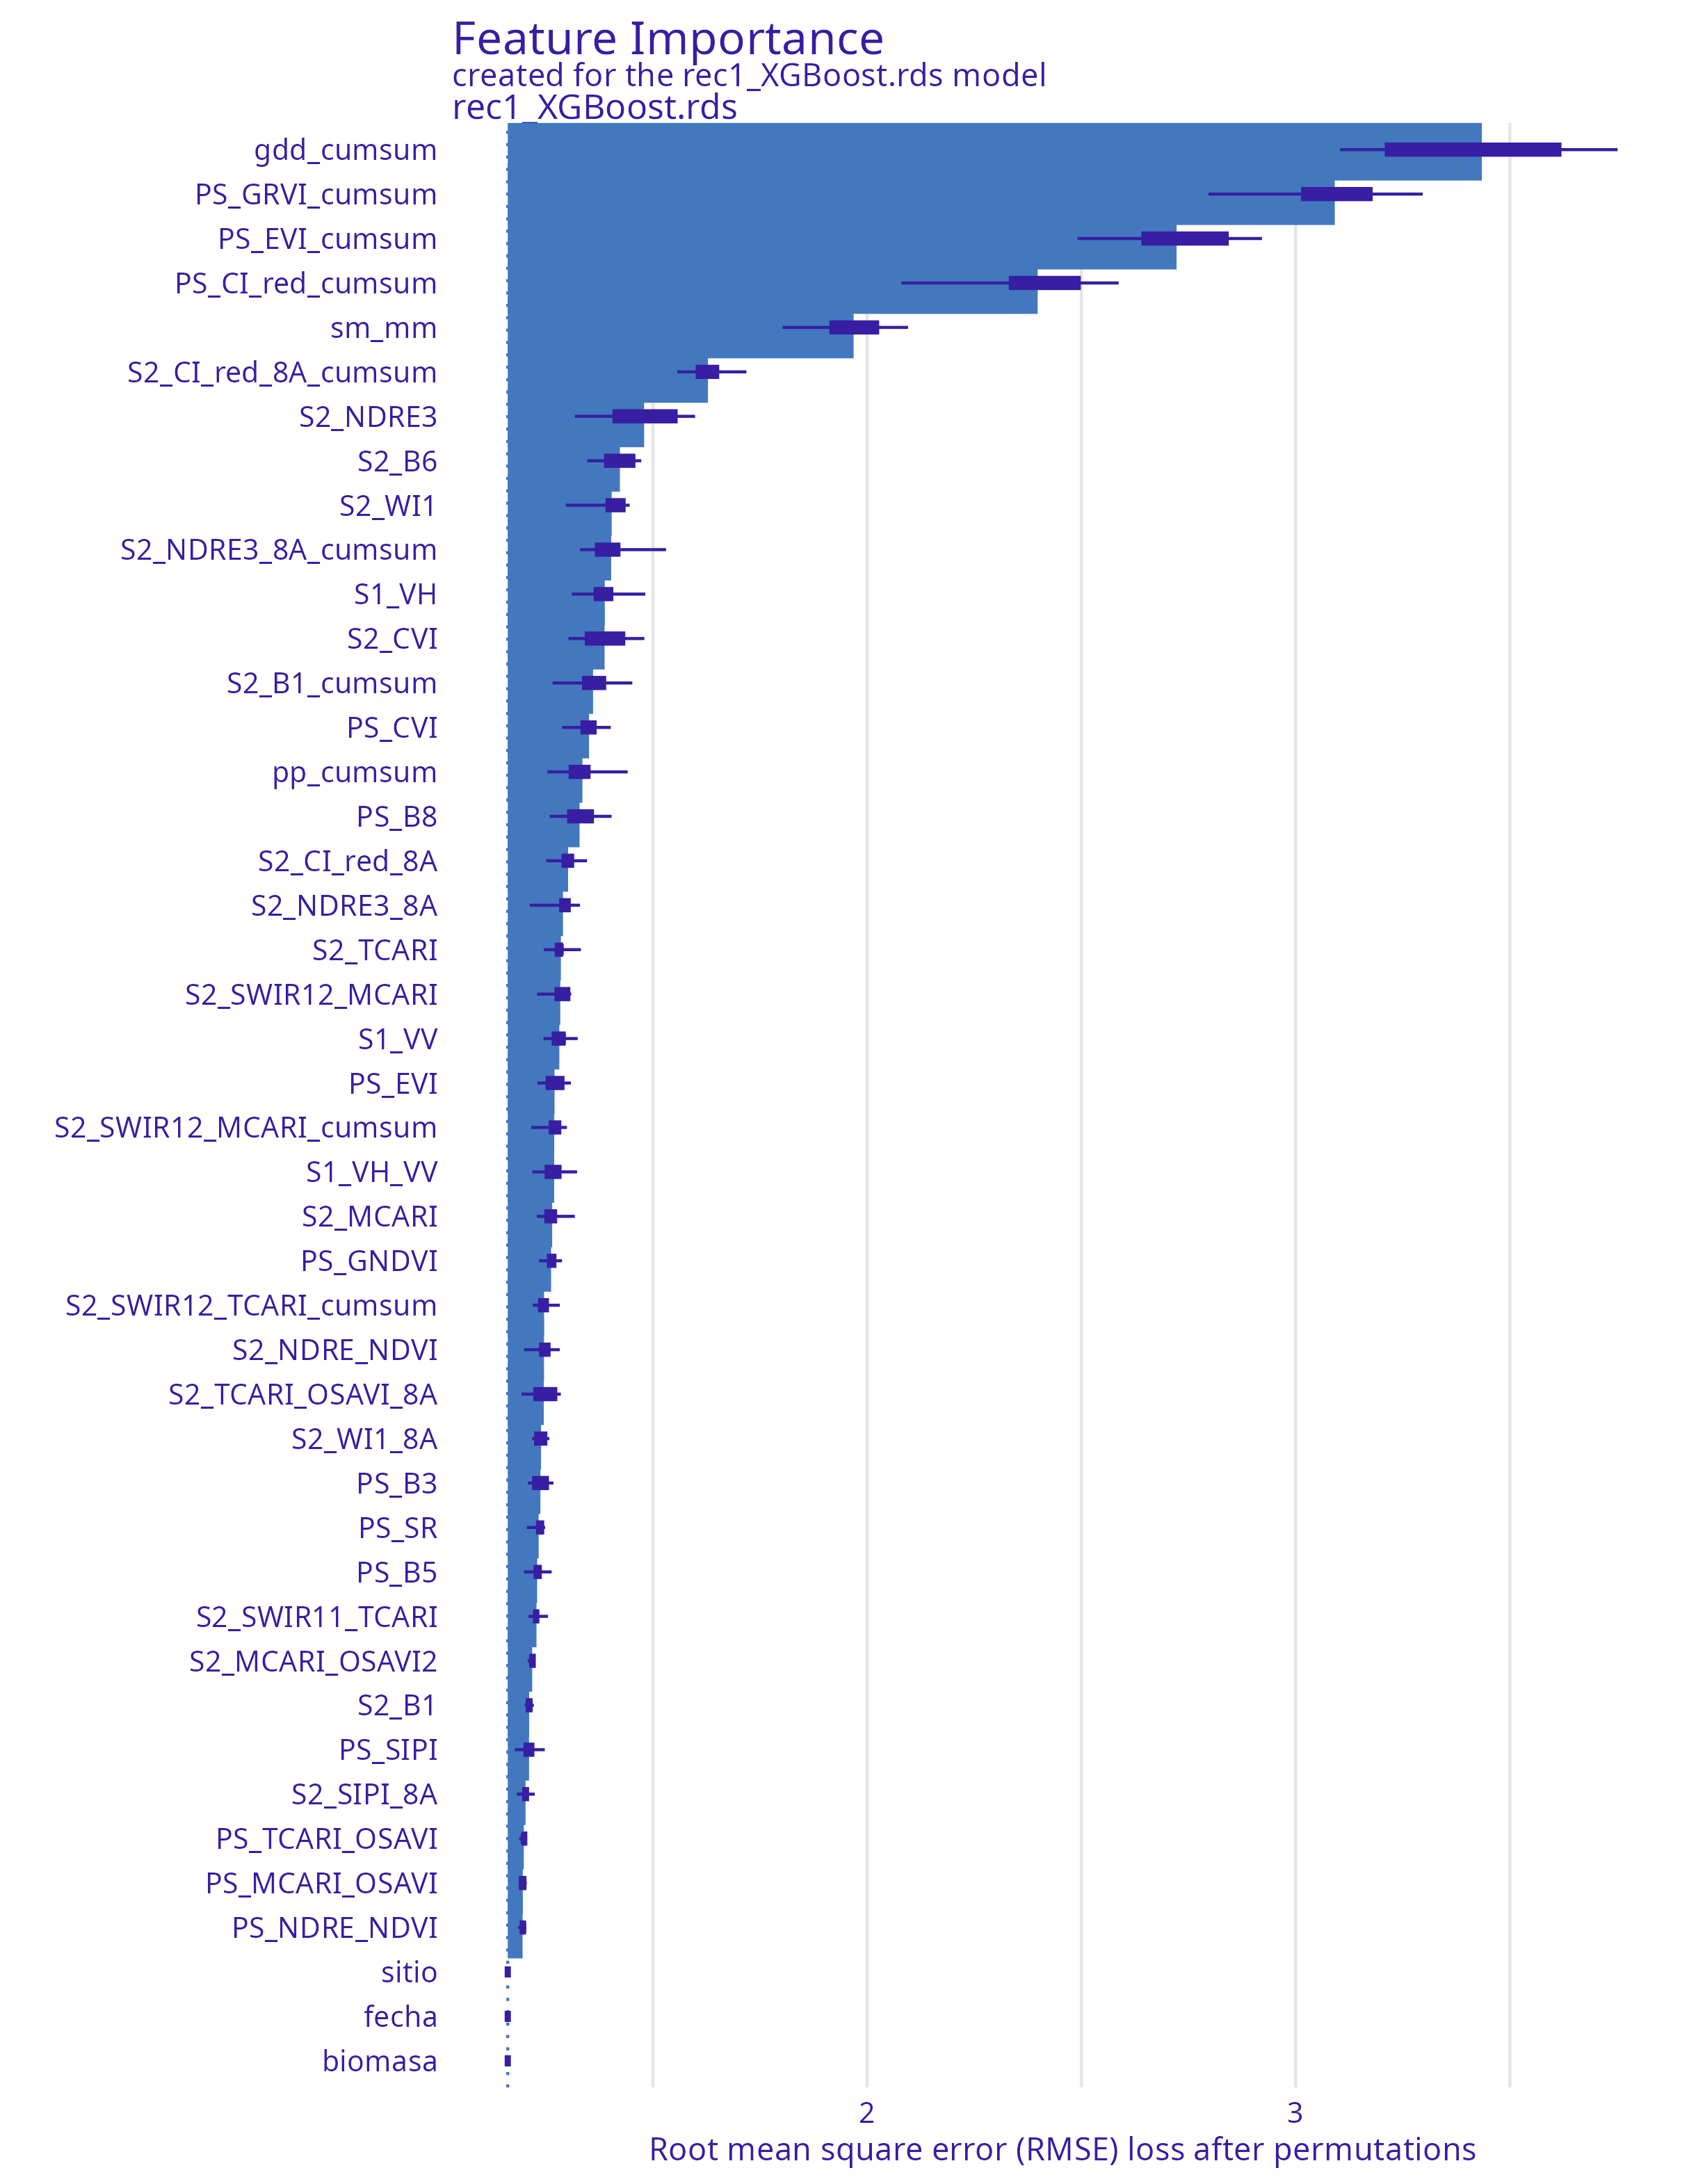 Feature Importance
created for the rec1_XGBoost.rds model
rec1_XGBoost.rds
gdd_cumsum
PS_GRVI_cumsum
PS_EVI_cumsum
PS_CI_red_cumsum
sm_mm
S2_CI_red_8A_cumsum
S2_NDRE3
S2_B6
S2_WI1
S2_NDRE3_8A_cumsum
S1_VH
S2_CVI
S2_B1_cumsum
PS_CVI
pp_cumsum
PS_B8
S2_CI_red_8A
S2_NDRE3_8A
S2_TCARI
S2_SWIR12_MCARI
S1_VV
PS_EVI
S2_SWIR12_MCARI_cumsum
S1_VH_VV
S2_MCARI
PS_GNDVI
S2_SWIR12_TCARI_cumsum
S2_NDRE_NDVI
S2_TCARI_OSAVI_8A
S2_WI1_8A
PS_B3
PS_SR
PS_B5
S2_SWIR11_TCARI
S2_MCARI_OSAVI2
S2_B1
PS_SIPI
S2_SIPI_8A
PS_TCARI_OSAVI
PS_MCARI_OSAVI
PS_NDRE_NDVI
sitio
fecha
biomasa
2 3
Root mean square error (RMSE) loss after permutations